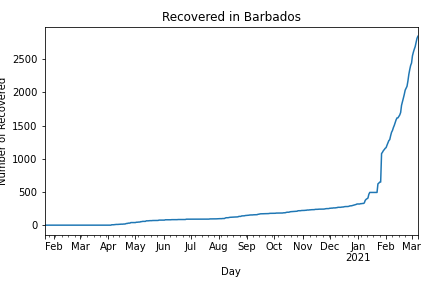 Recovered in Barbados
Number of Recovered
2500
2000
1500
1000
500
0
Feb Mar Apr May Jun Jul Aug Sep Oct Nov Dec Jan Feb Mar
2021
Day